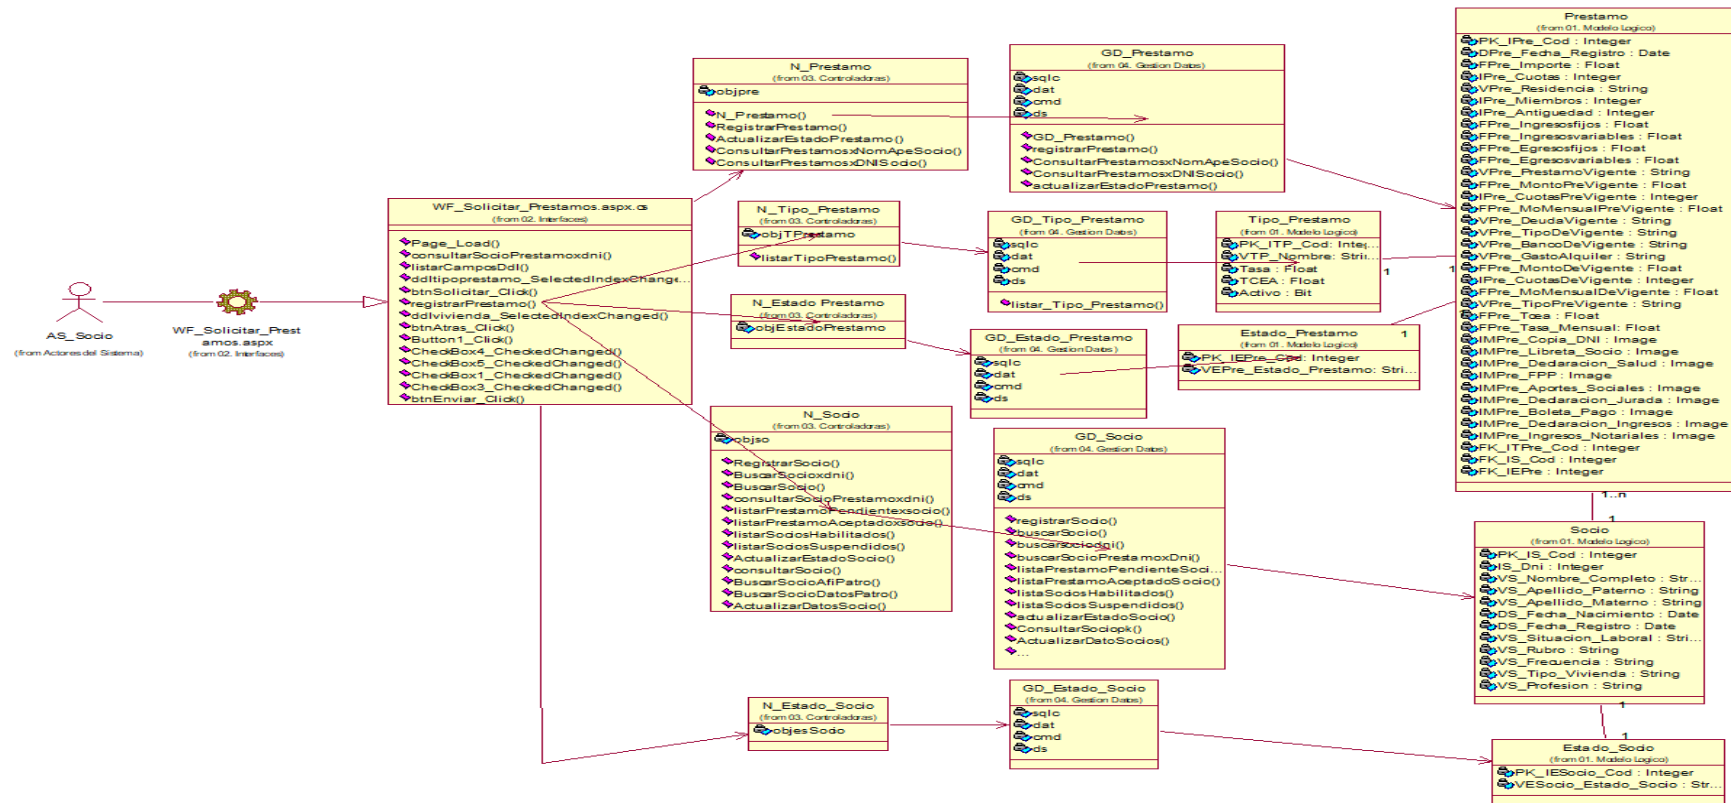 AS_Socio
(from Actores del Sistema)
WF_Solicitar_Prest
amos.aspx
(from 02. Interfaces)
WF_Solicitar_Prestamos.aspx.cs
(from 02. Interfaces)
Page_Load()
consultarSocioPrestamoxdni()
listarCamposDdl()
ddltipoprestamo_SelectedIndexChange...
btnSolicitar_Click()
registrarPrestamo()
ddlvivienda_SelectedIndexChanged()
btnAtras_Click()
Button1_Click()
CheckBox4_CheckedChanged()
CheckBox5_CheckedChanged()
CheckBox1_CheckedChanged()
CheckBox3_CheckedChanged()
btnEnviar_Click()
N_Prestamo
(from 03. Controladoras)
objpre
N_Prestamo()
RegistrarPrestamo()
ActualizarEstadoPrestamo()
ConsultarPrestamosxNomApeSocio()
ConsultarPrestamosxDNISocio()
N_Tipo_Prestamo
(from 03. Controladoras)
objTPrestamo
listarTipoPrestamo()
N_Estado Prestamo
(from 03. Controladoras)
objEstadoPrestamo
N_Socio
(from 03. Controladoras)
objso
RegistrarSocio()
BuscarSocioxdni()
BuscarSocio()
consultarSocioPrestamoxdni()
listarPrestamoPendientexsocio()
listarPrestamoAceptadoxsocio()
listarSociosHabilitados()
listarSociosSuspendidos()
ActualizarEstadoSocio()
consultarSocio()
BuscarSocioAfiPatro()
BuscarSocioDatosPatro()
ActualizarDatosSocio()
N_Estado_Socio
(from 03. Controladoras)
objesSocio
GD_Prestamo
(from 04. Gestion Datos)
sqlc
dat
cmd
ds
GD_Prestamo()
registrarPrestamo()
ConsultarPrestamosxNomApeSocio()
ConsultarPrestamosxDNISocio()
actualizarEstadoPrestamo()
GD_Tipo_Prestamo
(from 04. Gestion Datos)
sqlc
dat
cmd
ds
listar_Tipo_Prestamo()
GD_Estado_Prestamo
(from 04. Gestion Datos)
sqlc
dat
cmd
ds
GD_Socio
(from 04. Gestion Datos)
sqlc
dat
cmd
ds
registrarSocio()
buscarSocio()
buscarsociodni()
buscarSocioPrestamoxDni()
listaPrestamoPendienteSoci...
listaPrestamoAceptadoSocio()
listaSociosHabilitados()
listaSociosSuspendidos()
actualizarEstadoSocio()
ConsultarSociopk()
ActualizarDatoSocios()
...
GD_Estado_Socio
(from 04. Gestion Datos)
sqlc
dat
cmd
ds
Tipo_Prestamo
(from 01. Modelo Logico)
PK_ITP_Cod: Integ...
VTP_Nombre: Strin...
Tasa : Float
TCEA : Float
Activo : Bit
1
1
Estado_Prestamo
(from 01. Modelo Logico)
PK_IEPre_Cod: Integer
VEPre_Estado_Prestamo: Stri...
1
Prestamo
(from 01. Modelo Logico)
PK_IPre_Cod : Integer
DPre_Fecha_Registro : Date
FPre_Importe : Float
IPre_Cuotas : Integer
VPre_Residencia : String
IPre_Miembros : Integer
IPre_Antiguedad : Integer
FPre_Ingresosfijos : Float
FPre_Ingresosvariables : Float
FPre_Egresosfijos : Float
FPre_Egresosvariables : Float
VPre_PrestamoVigente : String
FPre_MontoPreVigente : Float
IPre_CuotasPreVigente : Integer
FPre_MoMensualPreVigente : Float
VPre_DeudaVigente : String
VPre_TipoDeVigente : String
VPre_BancoDeVigente : String
VPre_GastoAlquiler : String
FPre_MontoDeVigente : Float
IPre_CuotasDeVigente : Integer
FPre_MoMensualDeVigente : Float
VPre_TipoPreVigente : String
FPre_Tcea : Float
FPre_Tasa_Mensual: Float
IMPre_Copia_DNI : Image
IMPre_Libreta_Socio : Image
IMPre_Declaracion_Salud : Image
IMPre_FPP : Image
IMPre_Aportes_Sociales : Image
IMPre_Declaracion_Jurada : Image
IMPre_Boleta_Pago : Image
IMPre_Declaracion_Ingresos : Image
IMPre_Ingresos_Notariales : Image
FK_ITPre_Cod : Integer
FK_IS_Cod : Integer
FK_IEPre : Integer
1..n
1
Socio
(from 01. Modelo Logico)
PK_IS_Cod : Integer
IS_Dni : Integer
VS_Nombre_Completo : Str...
VS_Apellido_Paterno : String
VS_Apellido_Materno : String
DS_Fecha_Nacimiento : Date
DS_Fecha_Registro : Date
VS_Situacion_Laboral : Stri...
VS_Rubro : String
VS_Frecuencia : String
VS_Tipo_Vivienda : String
VS_Profesion : String
1
1
Estado_Socio
(from 01. Modelo Logico)
PK_IESocio_Cod : Integer
VESocio_Estado_Socio : Str...